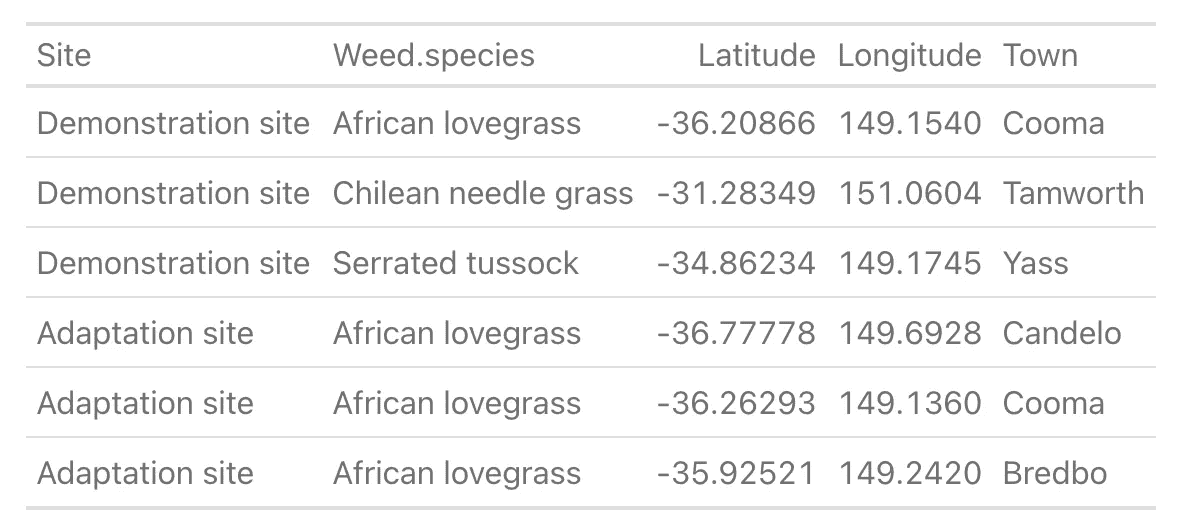 Site Weed.species Latitude Longitude Town
Demonstration site African lovegrass -36.20866 149.1540 Cooma
Demonstration site Chilean needle grass -31.28349 151.0604 Tamworth
Demonstration site Serrated tussock -34.86234 149.1745 Yass
Adaptation site African lovegrass -36.77778 149.6928 Candelo
Adaptation site African lovegrass -36.26293 149.1360 Cooma
Adaptation site African lovegrass -35.92521 149.2420 Bredbo